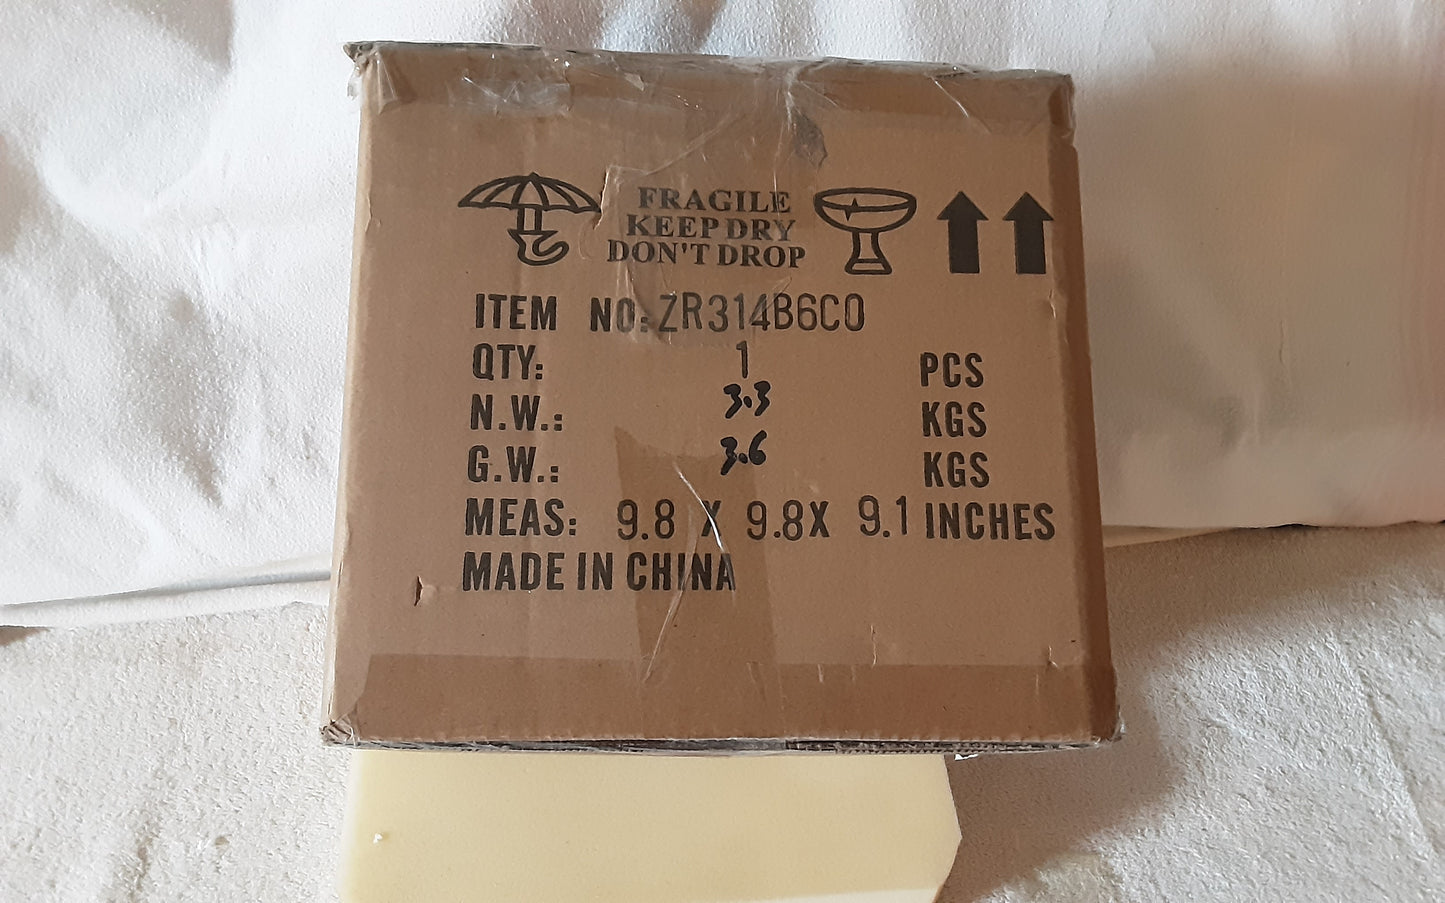 FRAGILE
KEEP DRY
DON'T DROP
ITEM NO: ZR314B6C0
QTY: 1 PCS
N.W.: 3.3 KGS
G.W.: 3.6 KGS
MEAS: 9.8 X 9.8X 9.1 INCHES
MADE IN CHINA